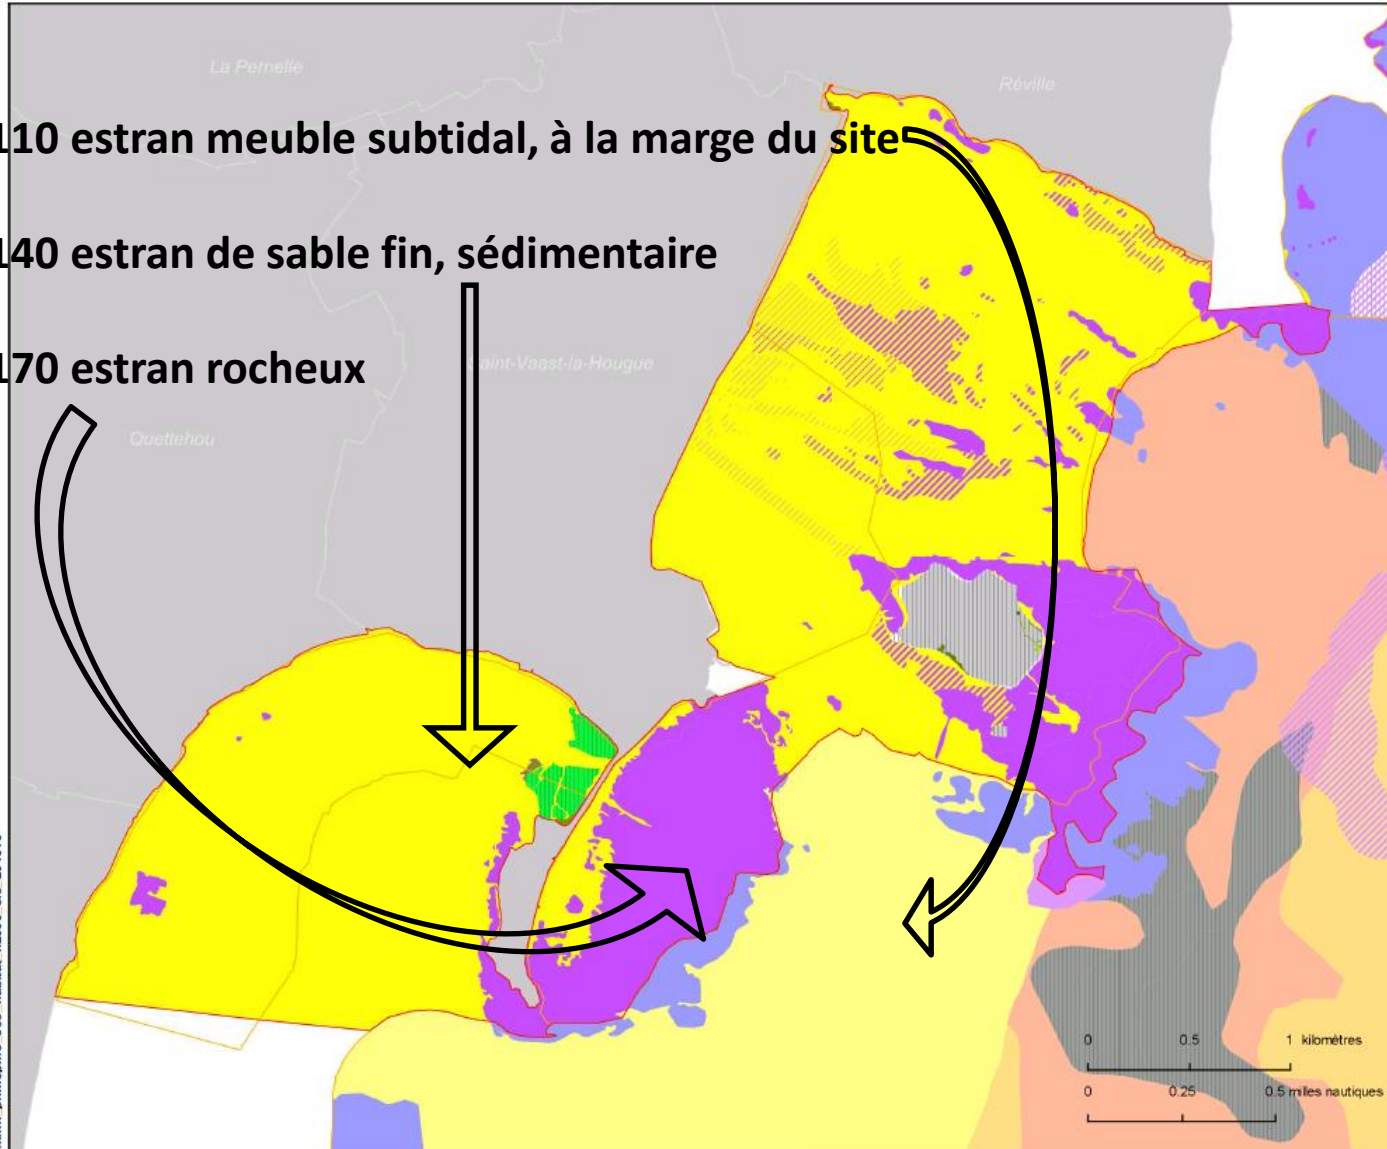 La Pernelle
Réville
110 estran meuble subtidal, à la marge du site
140 estran de sable fin, sédimentaire
170 estran rocheux
Saint-Vaast-la-Hougue
Quettehou
0 0.5 1 kilomètres
0 0.25 0.5 milles nautiques